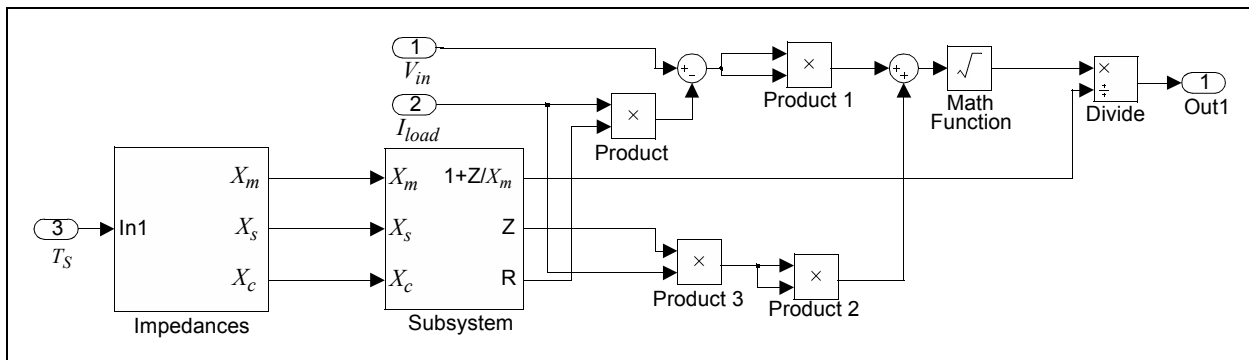 1
V_in
2
I_load
×
Product
+
-
×
Product 1
+
+
√
Math
Function
×
÷
Divide
1
Out1
3
T_S
In1
X_m
X_s
X_c
Impedances
X_m
X_s
X_c
1+Z/X_m
Z
R
Subsystem
×
Product 3
×
Product 2